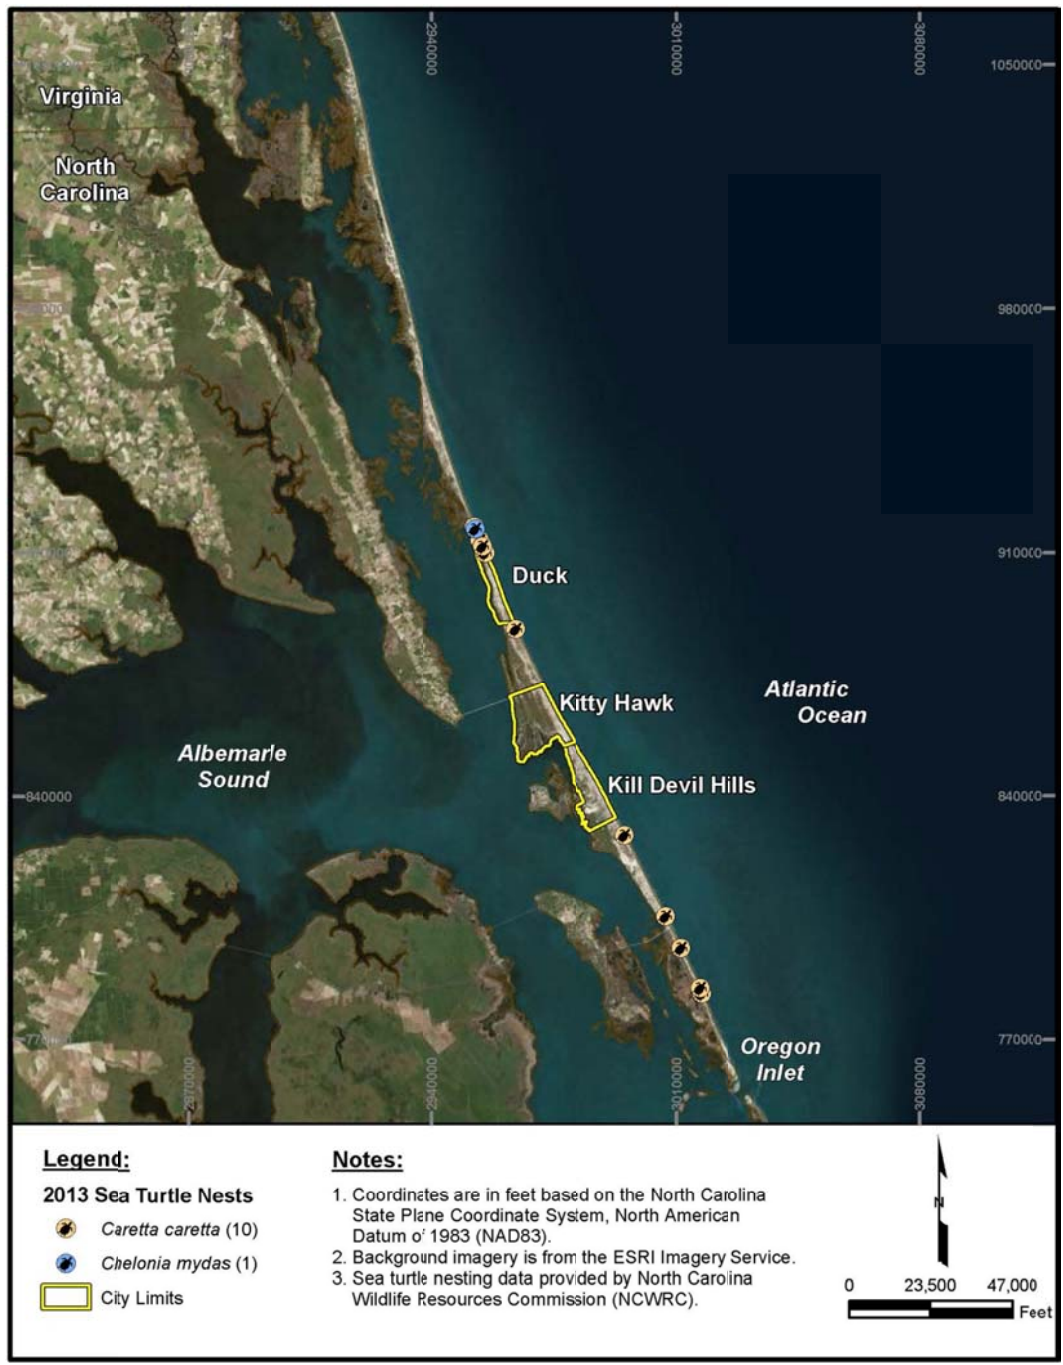 2940000
3010000
3080000
1050000
Virginia
North
Carolina
980000
910000
Duck
Kitty Hawk
Atlantic
Ocean
Albemarle
Sound
Kill Devil Hills
840000
840000
770000
770000
Oregon
Inlet
2870000
2940000
3010000
3080000
Legend:
2013 Sea Turtle Nests
Caretta caretta (10)
Chelonia mydas (1)
City Limits
Notes:
1. Coordinates are in feet based on the North Carolina
State Plane Coordinate System, North American
Datum of 1983 (NAD83).
2. Background imagery is from the ESRI Imagery Service.
3. Sea turtle nesting data provided by North Carolina
Wildlife Resources Commission (NCWRC).
N
0 23,500 47,000
Feet